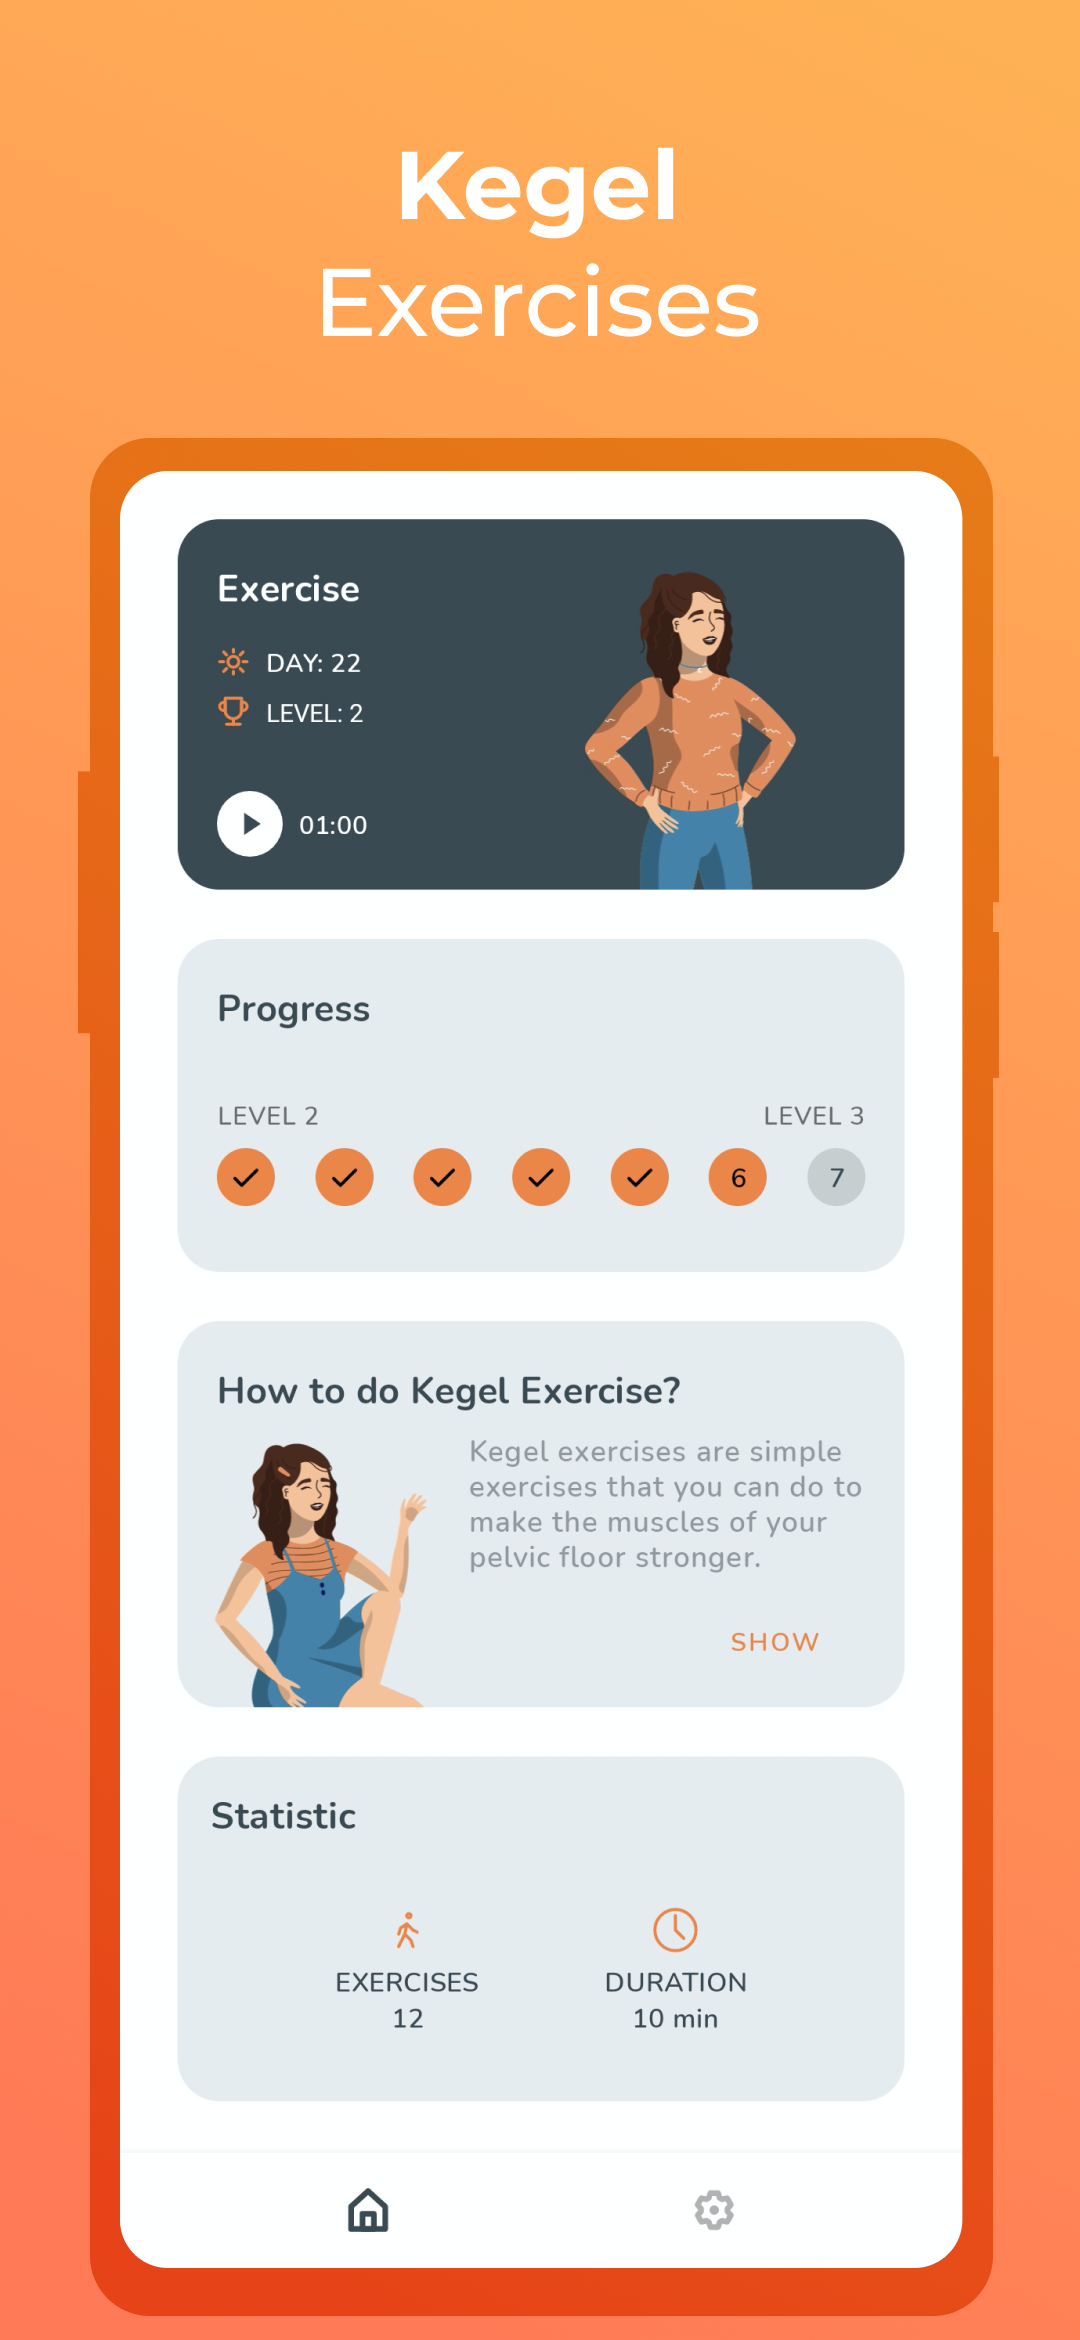 Kegel
Exercises
Exercise
DAY: 22
LEVEL: 2
01:00
Progress
LEVEL 2 LEVEL 3
6 7
How to do Kegel Exercise?
Kegel exercises are simple
exercises that you can do to
make the muscles of your
pelvic floor stronger.
SHOW
Statistic
EXERCISES DURATION
12 10 min